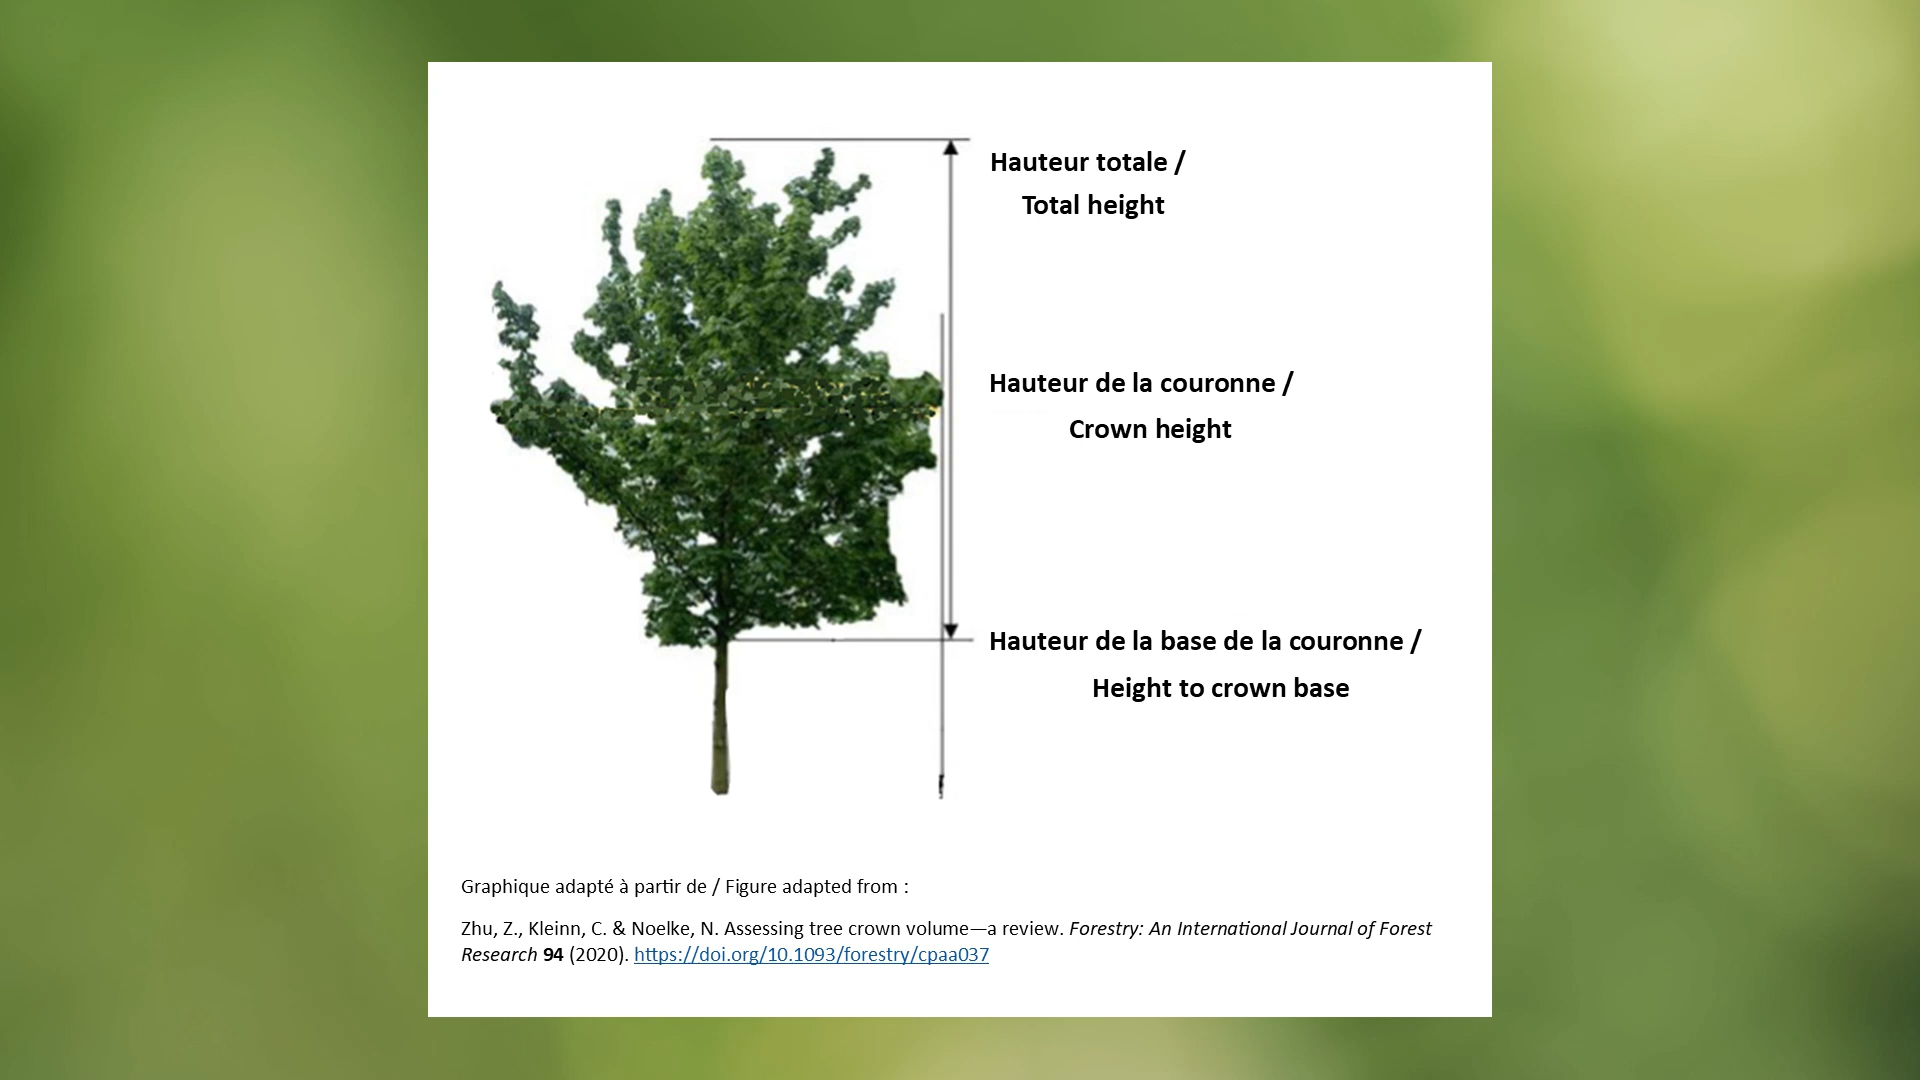 Hauteur totale /
Total height
Hauteur de la couronne /
Crown height
Hauteur de la base de la couronne /
Height to crown base
Graphique adapté à partir de / Figure adapted from :
Zhu, Z., Kleinn, C. & Noelke, N. Assessing tree crown volume—a review. Forestry: An International Journal of Forest
Research 94 (2020). https://doi.org/10.1093/forestry/cpaa037